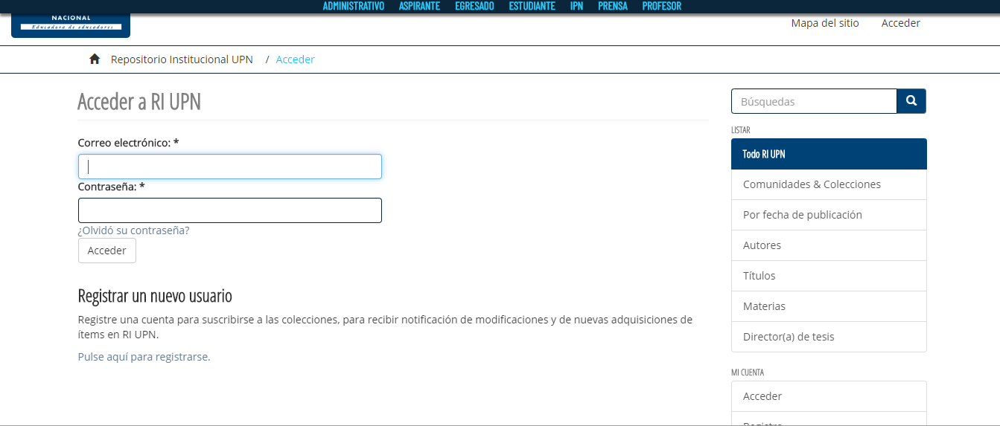 ADMINISTRATIVO ASPIRANTE EGRESADO ESTUDIANTE IPN PRENSA PROFESOR
NACIONAL
Educadora de educadores
Mapa del sitio Acceder
Repositorio Institucional UPN / Acceder
Acceder a RI UPN
Correo electrónico: *
Contraseña: *
¿Olvidó su contraseña?
Acceder
Registrar un nuevo usuario
Registre una cuenta para suscribirse a las colecciones, para recibir notificación de modificaciones y de nuevas adquisiciones de
ítems en RI UPN.
Pulse aquí para registrarse.
Búsquedas
LISTAR
Todo RI UPN
Comunidades & Colecciones
Por fecha de publicación
Autores
Títulos
Materias
Director(a) de tesis
MI CUENTA
Acceder